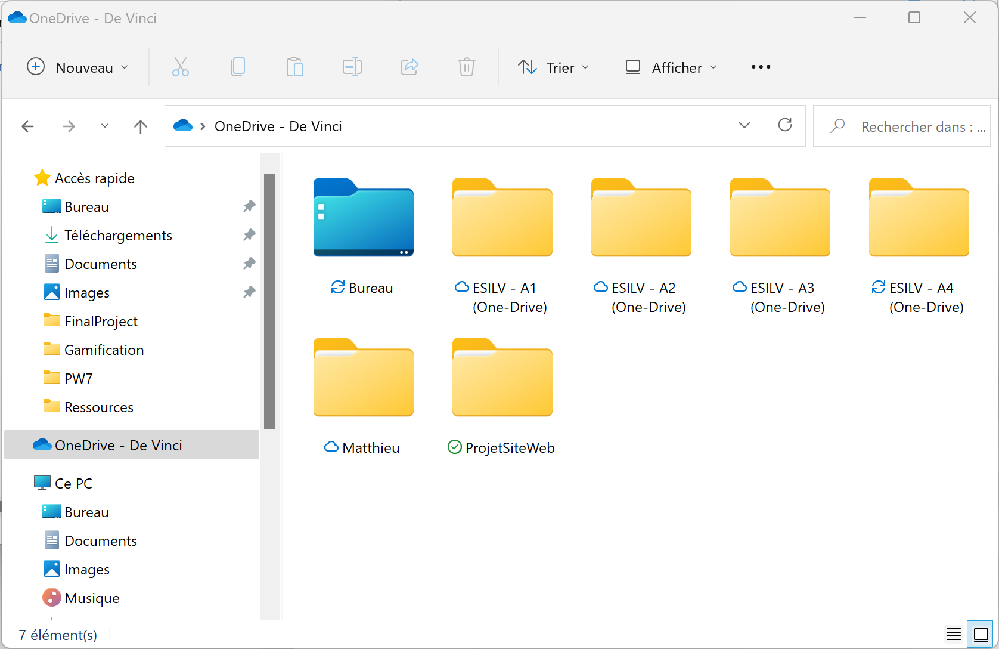 OneDrive - De Vinci
Nouveau
Trier
Afficher
OneDrive - De Vinci
Rechercher dans : ...
Accès rapide
Bureau
Téléchargements
Documents
Images
FinalProject
Gamification
PW7
Ressources
OneDrive - De Vinci
Ce PC
Bureau
Documents
Images
Musique
Bureau
ESILV - A1
(One-Drive)
ESILV - A2
(One-Drive)
ESILV - A3
(One-Drive)
ESILV - A4
(One-Drive)
Matthieu
ProjetSiteWeb
7 élément(s)